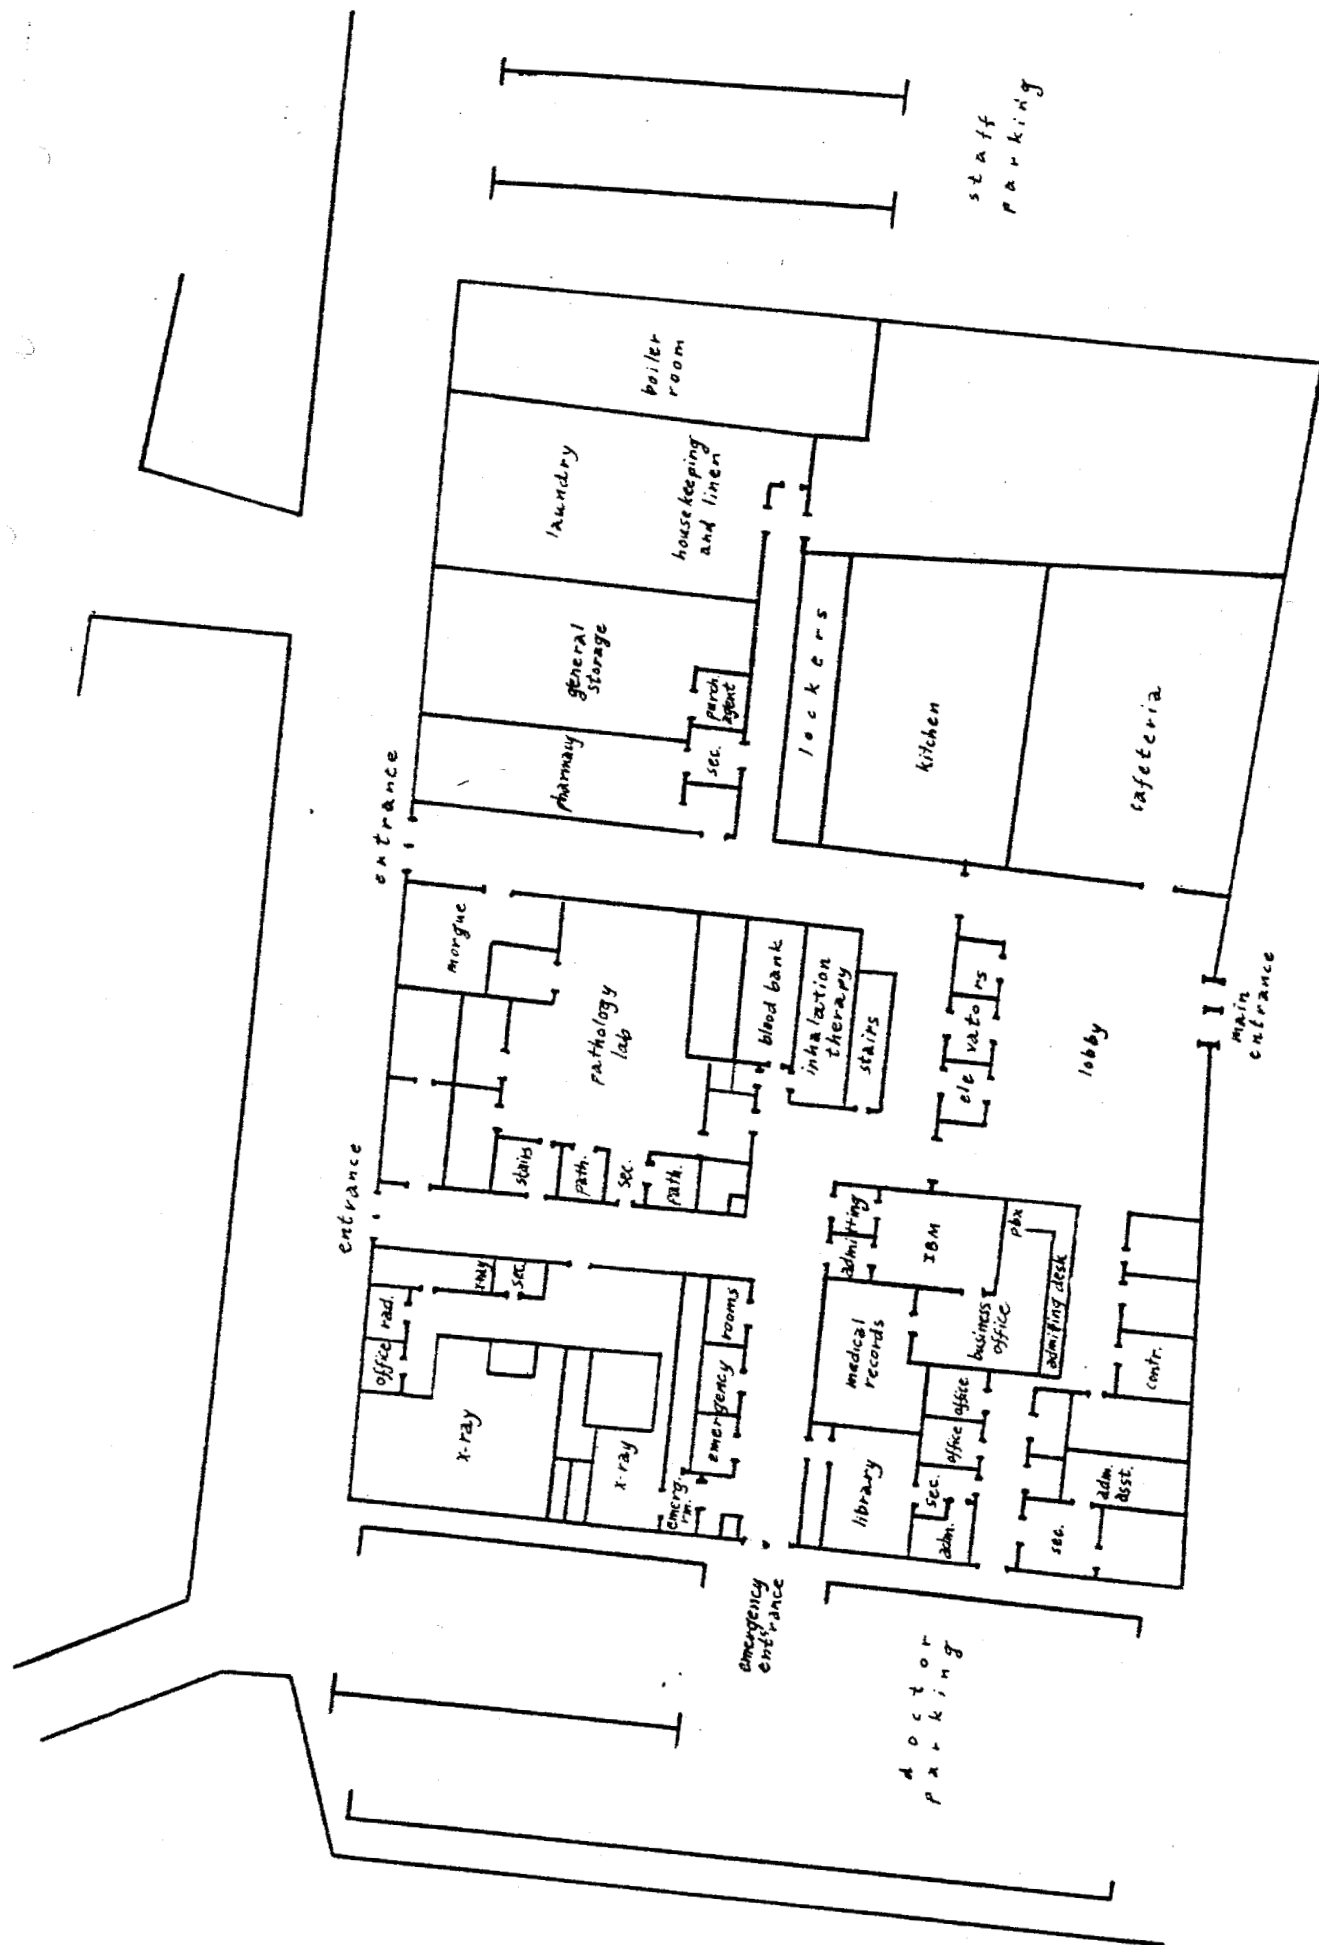 entrance
entrance
office
rad.
x-ray
sec.
x-ray
x-ray
emerg.
rm.
emergency
rooms
stairs
path.
sec.
path.
morgue
pathology
lab
blood bank
inhalation
therapy
stairs
pharmacy
sec.
purch.
agent
general
storage
laundry
housekeeping
and linen
boiler
room
staff
parking
lockers
kitchen
cafeteria
elevators
lobby
main
entrance
admitting
IBM
pbx
admitting desk
business
office
medical
records
office
office
sec.
adm.
library
sec.
adm.
asst.
contr.
emergency
entrance
doctor
parking